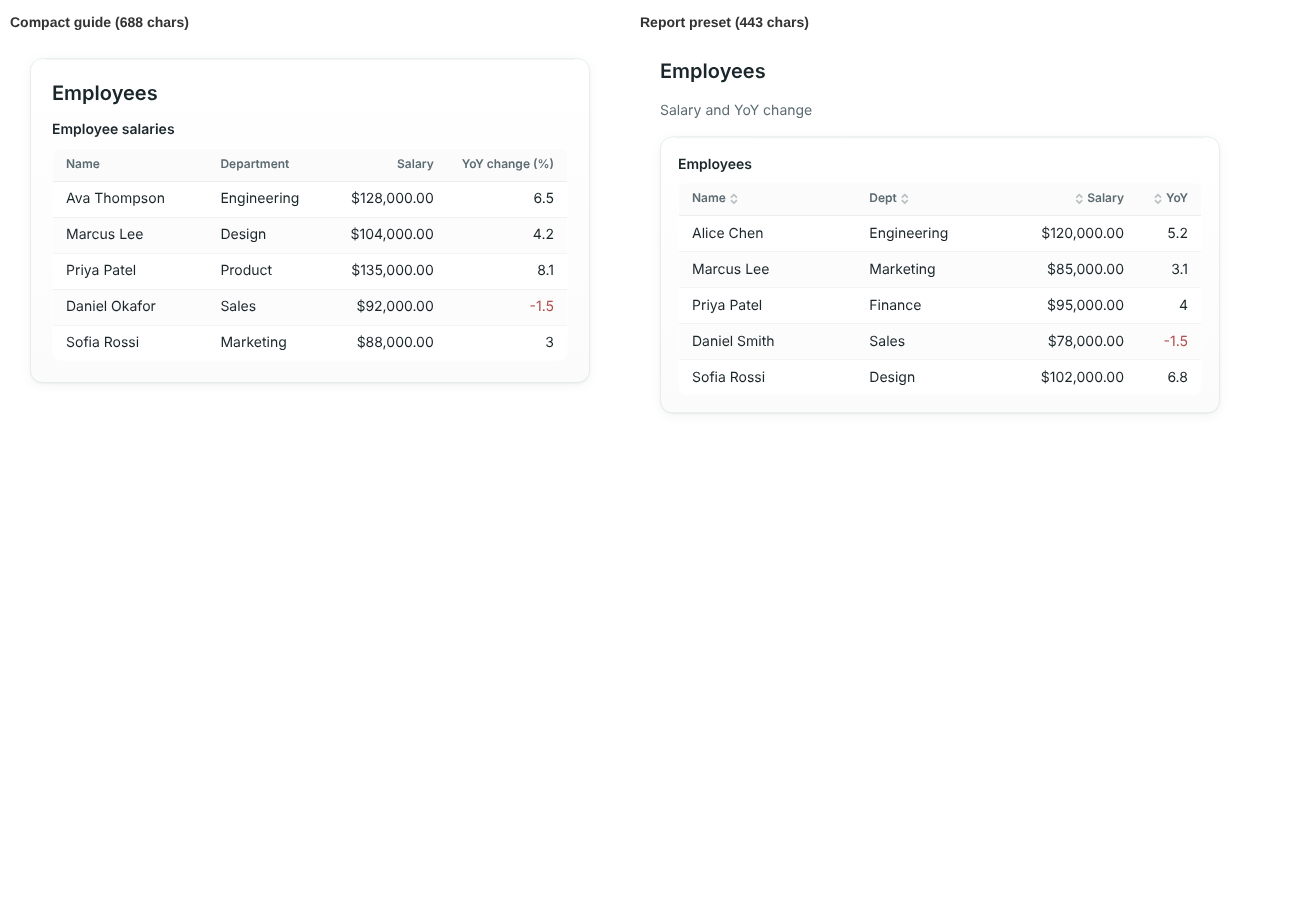 Compact guide (688 chars)
Employees
Employee salaries
Name Department Salary YoY change (%)
Ava Thompson Engineering $128,000.00 6.5
Marcus Lee Design $104,000.00 4.2
Priya Patel Product $135,000.00 8.1
Daniel Okafor Sales $92,000.00 -1.5
Sofia Rossi Marketing $88,000.00 3
Report preset (443 chars)
Employees
Salary and YoY change
Employees
Name Dept Salary YoY
Alice Chen Engineering $120,000.00 5.2
Marcus Lee Marketing $85,000.00 3.1
Priya Patel Finance $95,000.00 4
Daniel Smith Sales $78,000.00 -1.5
Sofia Rossi Design $102,000.00 6.8